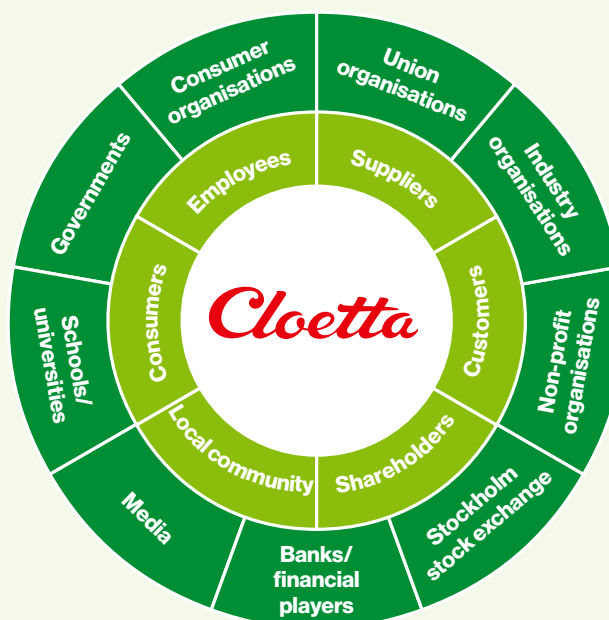 Consumer
organisations
Union
organisations
Industry
organisations
Non-profit
organisations
Stockholm
stock exchange
Banks/
financial
players
Media
Schools/
universities
Governments
Employees
Suppliers
Customers
Shareholders
Local community
Consumers
Cloetta